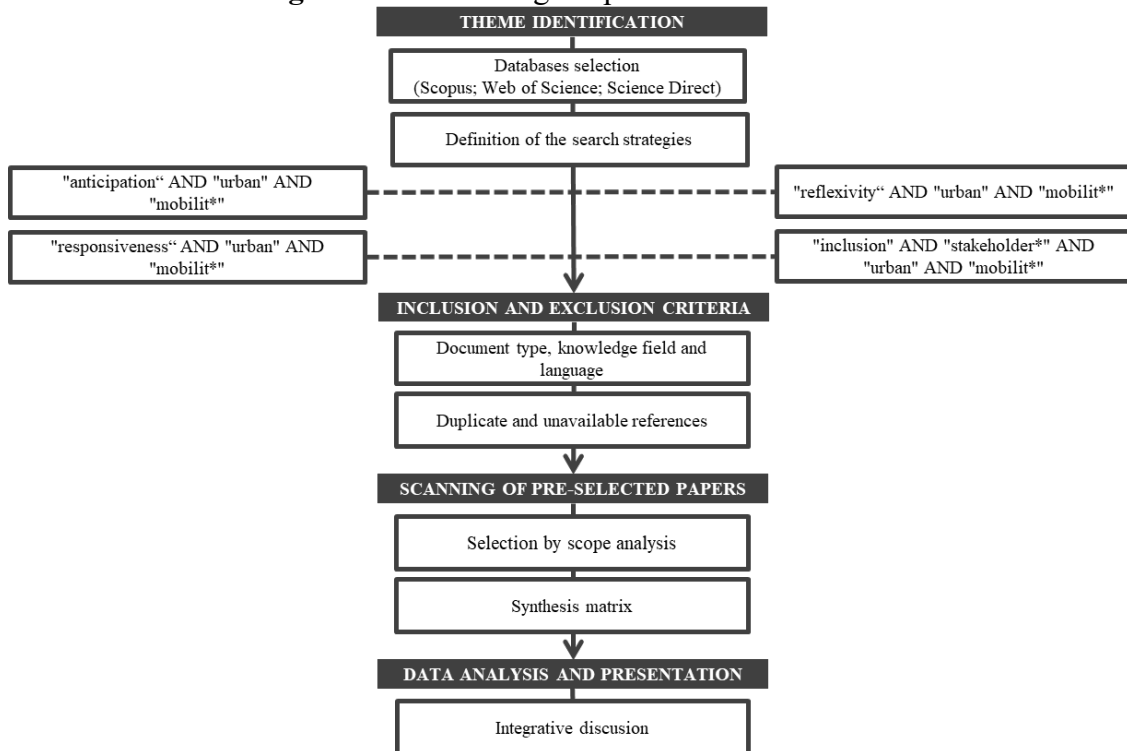 THEME IDENTIFICATION
Databases selection
(Scopus; Web of Science; Science Direct)
Definition of the search strategies
"anticipation“ AND "urban" AND
"mobilit*"
"reflexivity“ AND "urban" AND "mobilit*"
"responsiveness“ AND "urban" AND
"mobilit*"
"inclusion" AND "stakeholder*" AND
"urban" AND "mobilit*"
INCLUSION AND EXCLUSION CRITERIA
Document type, knowledge field and
language
Duplicate and unavailable references
SCANNING OF PRE-SELECTED PAPERS
Selection by scope analysis
Synthesis matrix
DATA ANALYSIS AND PRESENTATION
Integrative discusion